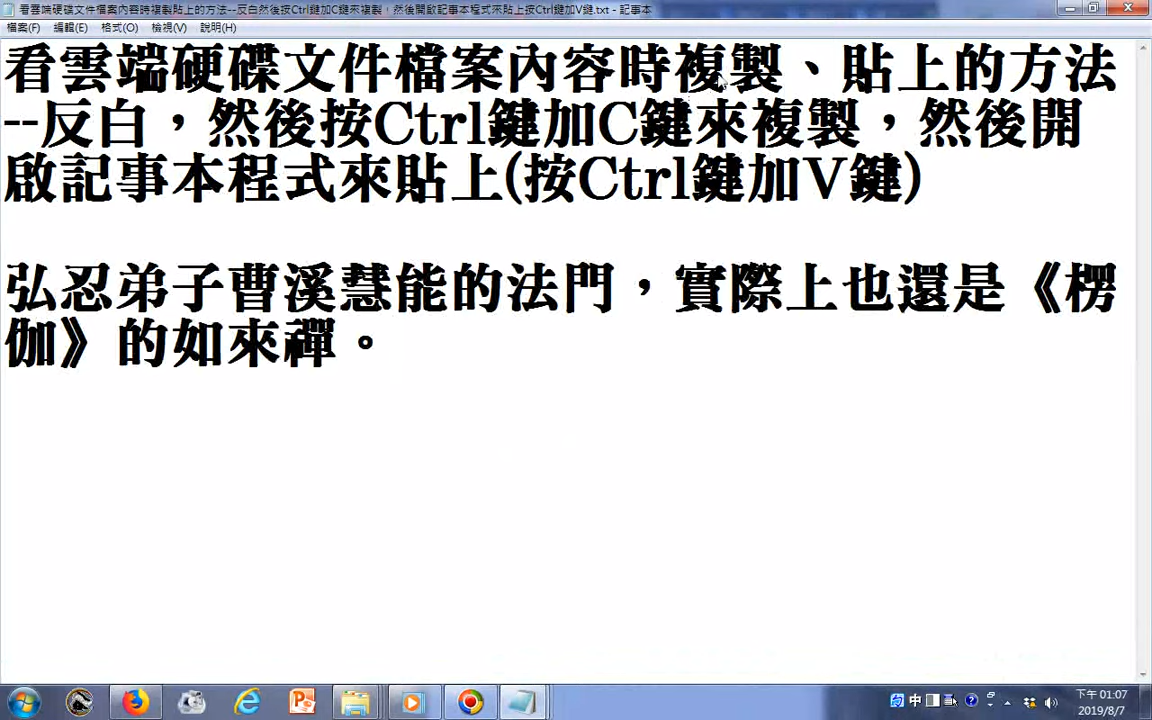 看雲端硬碟文件檔案內容時複製貼上的方法--反白然後按Ctrl鍵加C鍵來複製，然後開啟記事本程式來貼上按Ctrl鍵加V鍵.txt - 記事本
檔案(F) 編輯(E) 格式(O) 檢視(V) 說明(H)
看雲端硬碟文件檔案內容時複製、貼上的方法
--反白，然後按Ctrl鍵加C鍵來複製，然後開
啟記事本程式來貼上(按Ctrl鍵加V鍵)
弘忍弟子曹溪慧能的法門，實際上也還是《楞
伽》的如來禪。
中
下午 01:07
2019/8/7